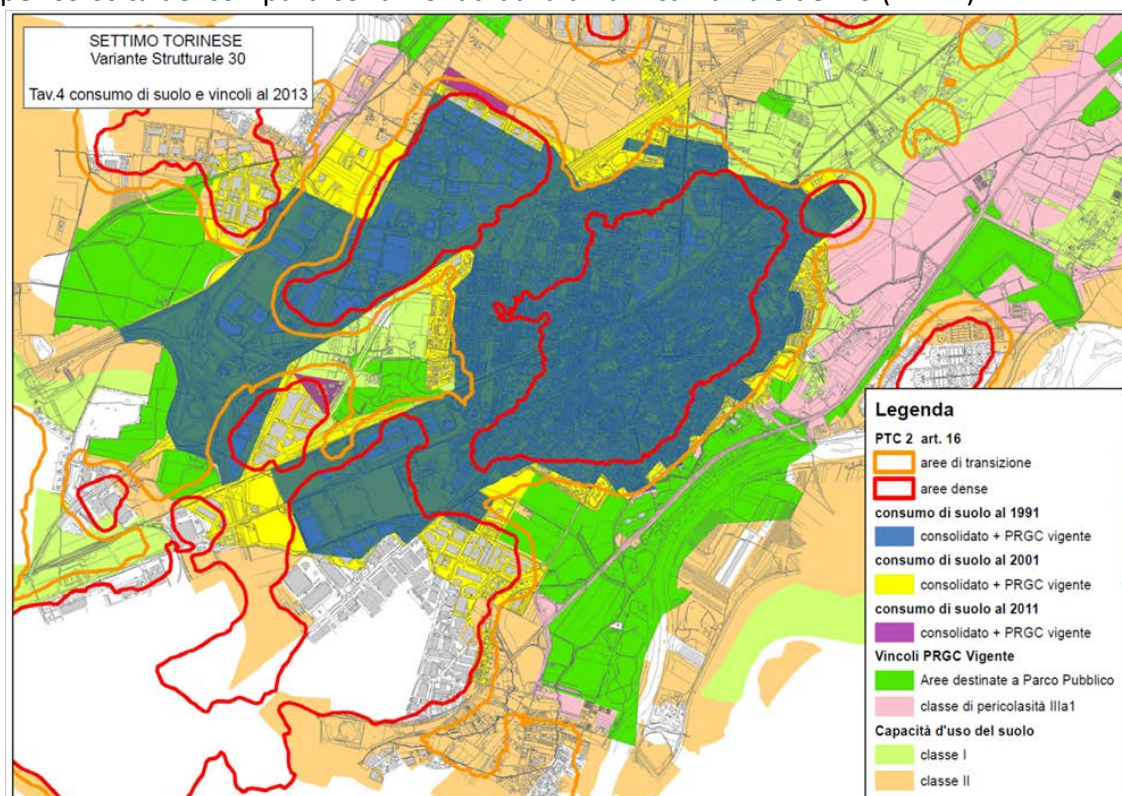 SETTIMO TORINESE
Variante Strutturale 30
Tav.4 consumo di suolo e vincoli al 2013
Legenda
PTC 2 art. 16
aree di transizione
aree dense
consumo di suolo al 1991
consolidato + PRGC vigente
consumo di suolo al 2001
consolidato + PRGC vigente
consumo di suolo al 2011
consolidato + PRGC vigente
Vincoli PRGC Vigente
Aree destinate a Parco Pubblico
classe di pericolasità IIIa1
Capacità d'uso del suolo
classe I
classe II